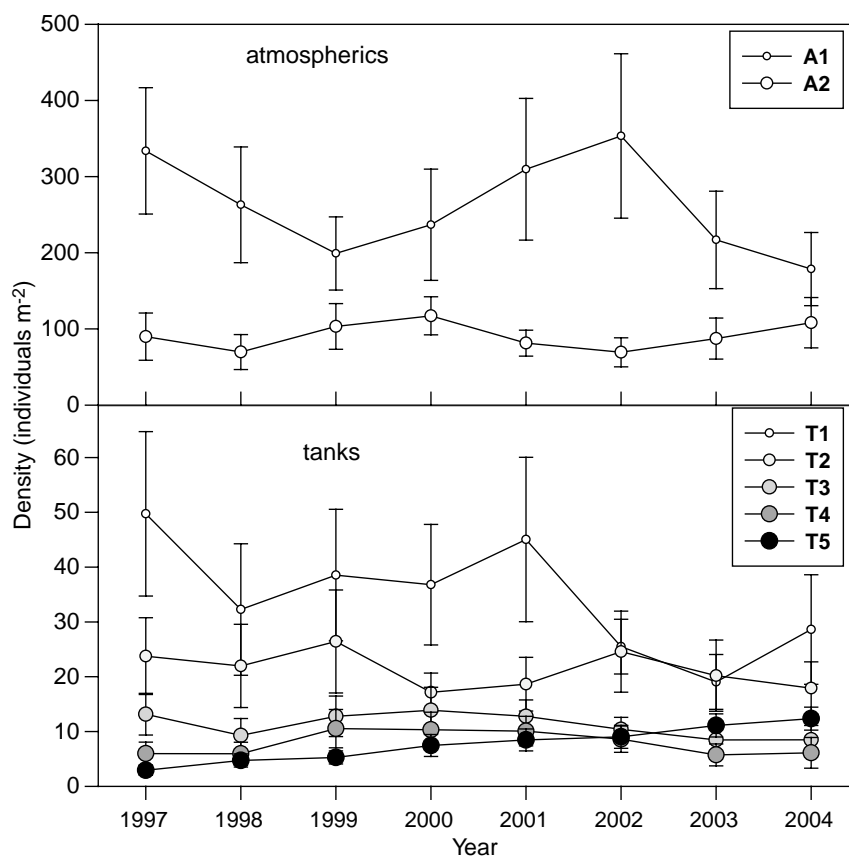 500
atmospherics
A1
A2
400
300
200
100
0
Density (individuals m-2)
tanks
T1
T2
T3
T4
T5
60
50
40
30
20
10
0
1997 1998 1999 2000 2001 2002 2003 2004
Year